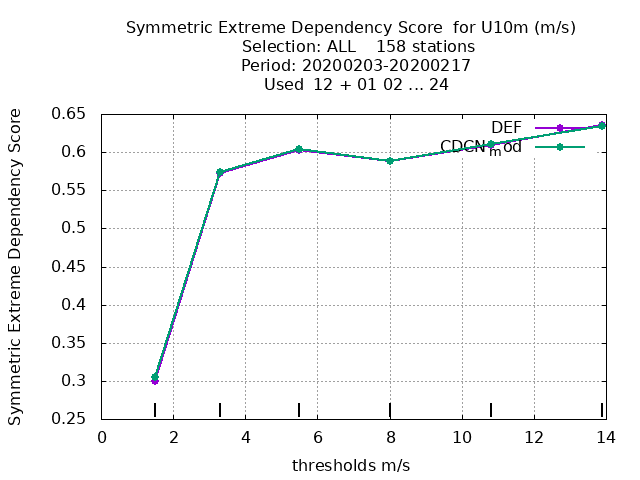 Symmetric Extreme Dependency Score  for U10m (m/s)
Selection: ALL    158 stations
Period: 20200203-20200217
Used  12 + 01 02 ... 24
Symmetric Extreme Dependency Score
0.65
0.6
0.55
0.5
0.45
0.4
0.35
0.3
0.25
DEF
CDCN_mod
0 2 4 6 8 10 12 14
thresholds m/s